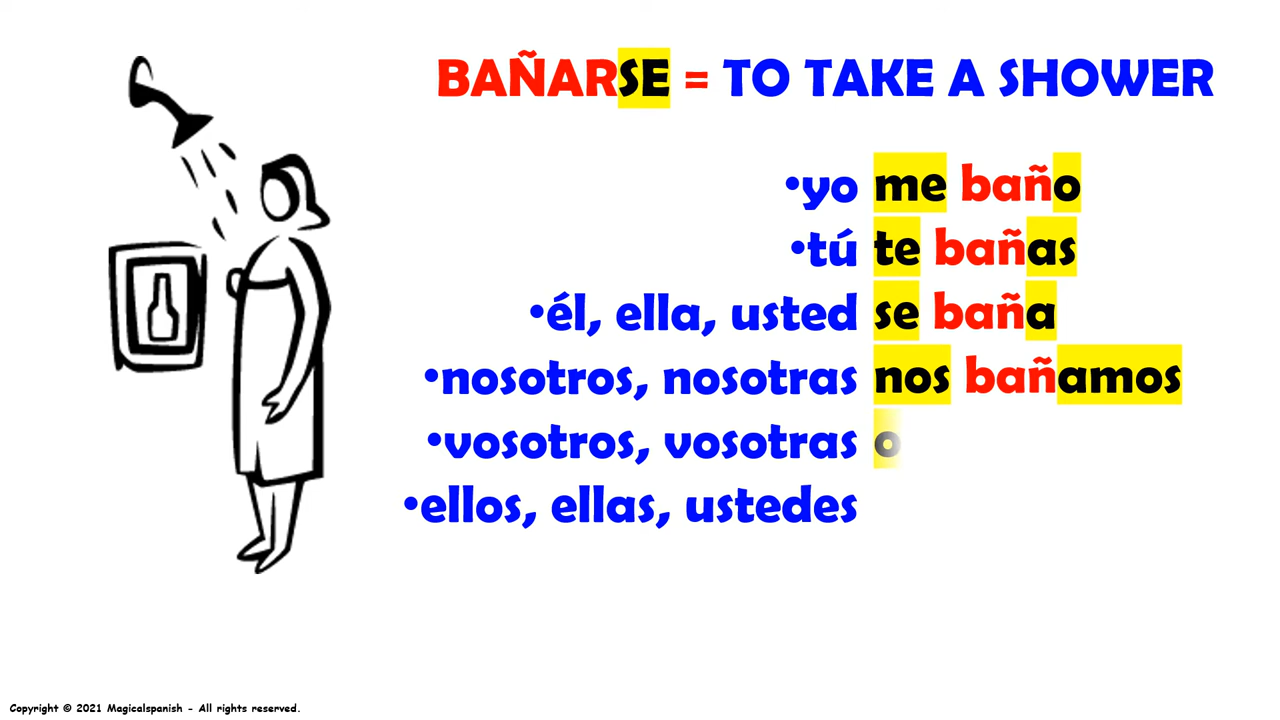 BAÑARSE = TO TAKE A SHOWER
•yo me baño
•tú te bañas
•él, ella, usted se baña
•nosotros, nosotras nos bañamos
•vosotros, vosotras o
•ellos, ellas, ustedes
Copyright © 2021 Magicalspanish - All rights reserved.